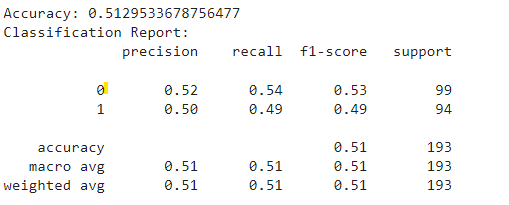 Accuracy: 0.5129533678756477
Classification Report:
              precision    recall  f1-score   support

           0       0.52      0.54      0.53        99
           1       0.50      0.49      0.49        94

    accuracy                           0.51       193
   macro avg       0.51      0.51      0.51       193
weighted avg       0.51      0.51      0.51       193